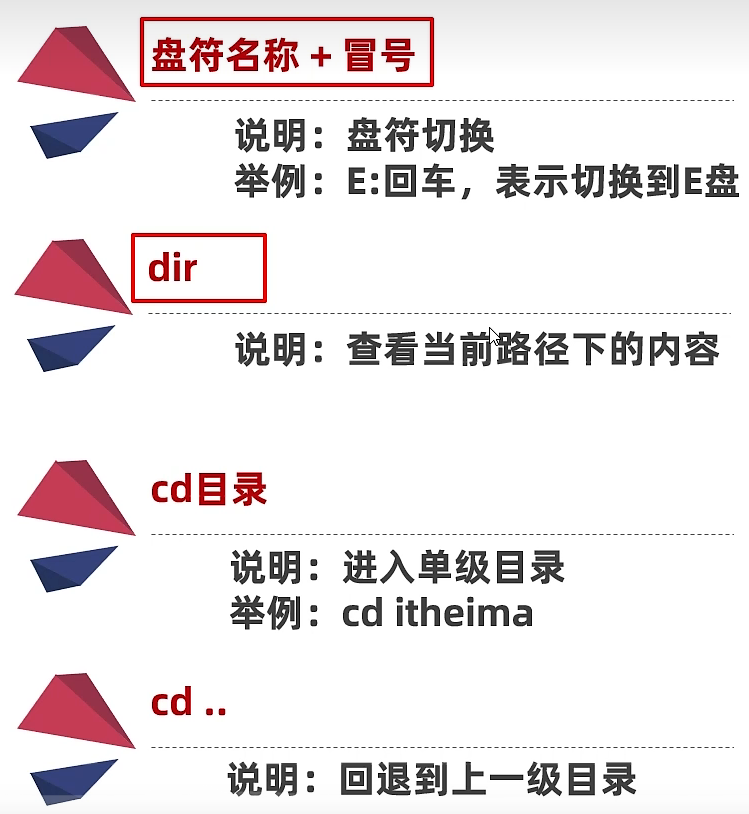 盘符名称 + 冒号
说明：盘符切换
举例：E:回车，表示切换到E盘
dir
说明：查看当前路径下的内容
cd目录
说明：进入单级目录
举例：cd itheima
cd ..
说明：回退到上一级目录